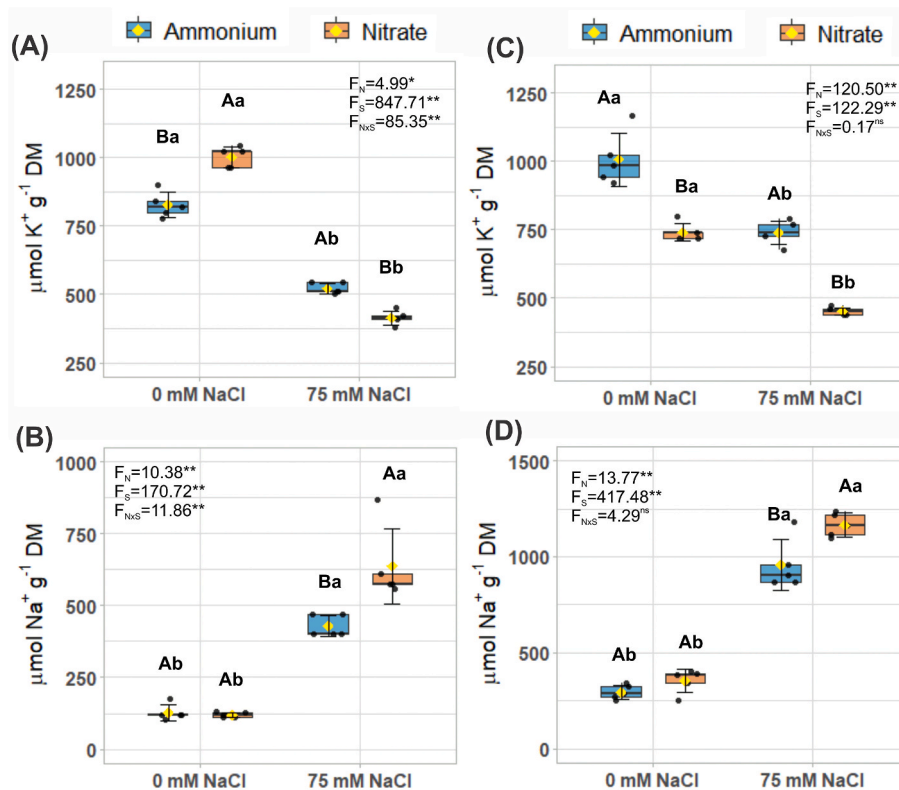 (A)
Ammonium Nitrate
μmol K⁺ g⁻¹ DM
1250
1000
750
500
250
Fₙ=4.99*
Fₛ=847.71**
Fₙₓₛ=85.35**
Ba
Aa
Ab
Bb
0 mM NaCl 75 mM NaCl
(B)
μmol Na⁺ g⁻¹ DM
1000
750
500
250
0
Fₙ=10.38**
Fₛ=170.72**
Fₙₓₛ=11.86**
Ab
Ab
Ba
Aa
0 mM NaCl 75 mM NaCl
(C)
Ammonium Nitrate
μmol K⁺ g⁻¹ DM
1250
1000
750
500
250
Fₙ=120.50**
Fₛ=122.29**
Fₙₓₛ=0.17ⁿˢ
Aa
Ba
Ab
Bb
0 mM NaCl 75 mM NaCl
(D)
μmol Na⁺ g⁻¹ DM
1500
1000
500
0
Fₙ=13.77**
Fₛ=417.48**
Fₙₓₛ=4.29ⁿˢ
Ab
Ab
Ba
Aa
0 mM NaCl 75 mM NaCl